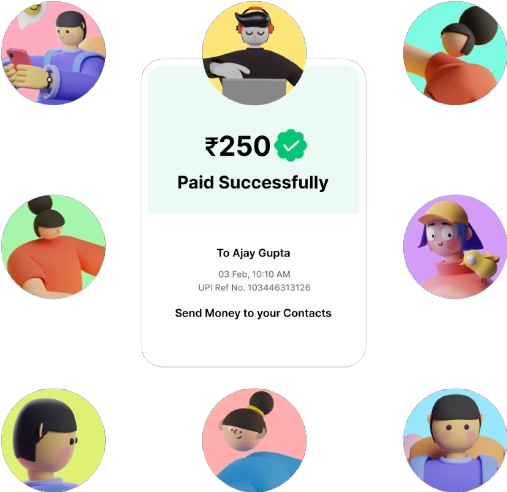 ₹250
Paid Successfully
To Ajay Gupta
03 Feb, 10:10 AM
UPI Ref No. 103446313126
Send Money to your Contacts